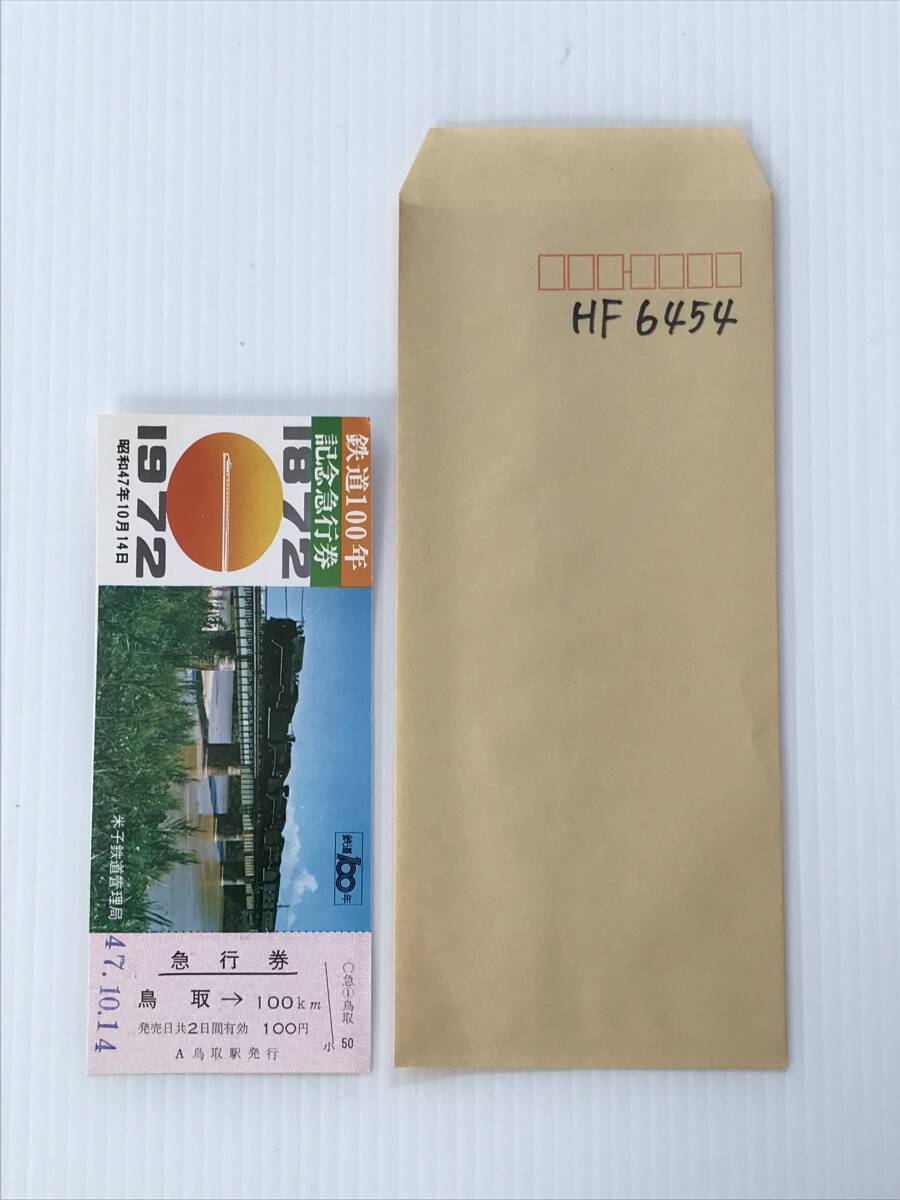 HF 6454
鉄道100年
記念急行券
1872
1972
昭和47年10月14日
鉄道100年
米子鉄道管理局
47.10.14
急行券
鳥取→100km
発売日共2日間有効 100円
A 鳥取駅発行
○急①鳥取
小 50